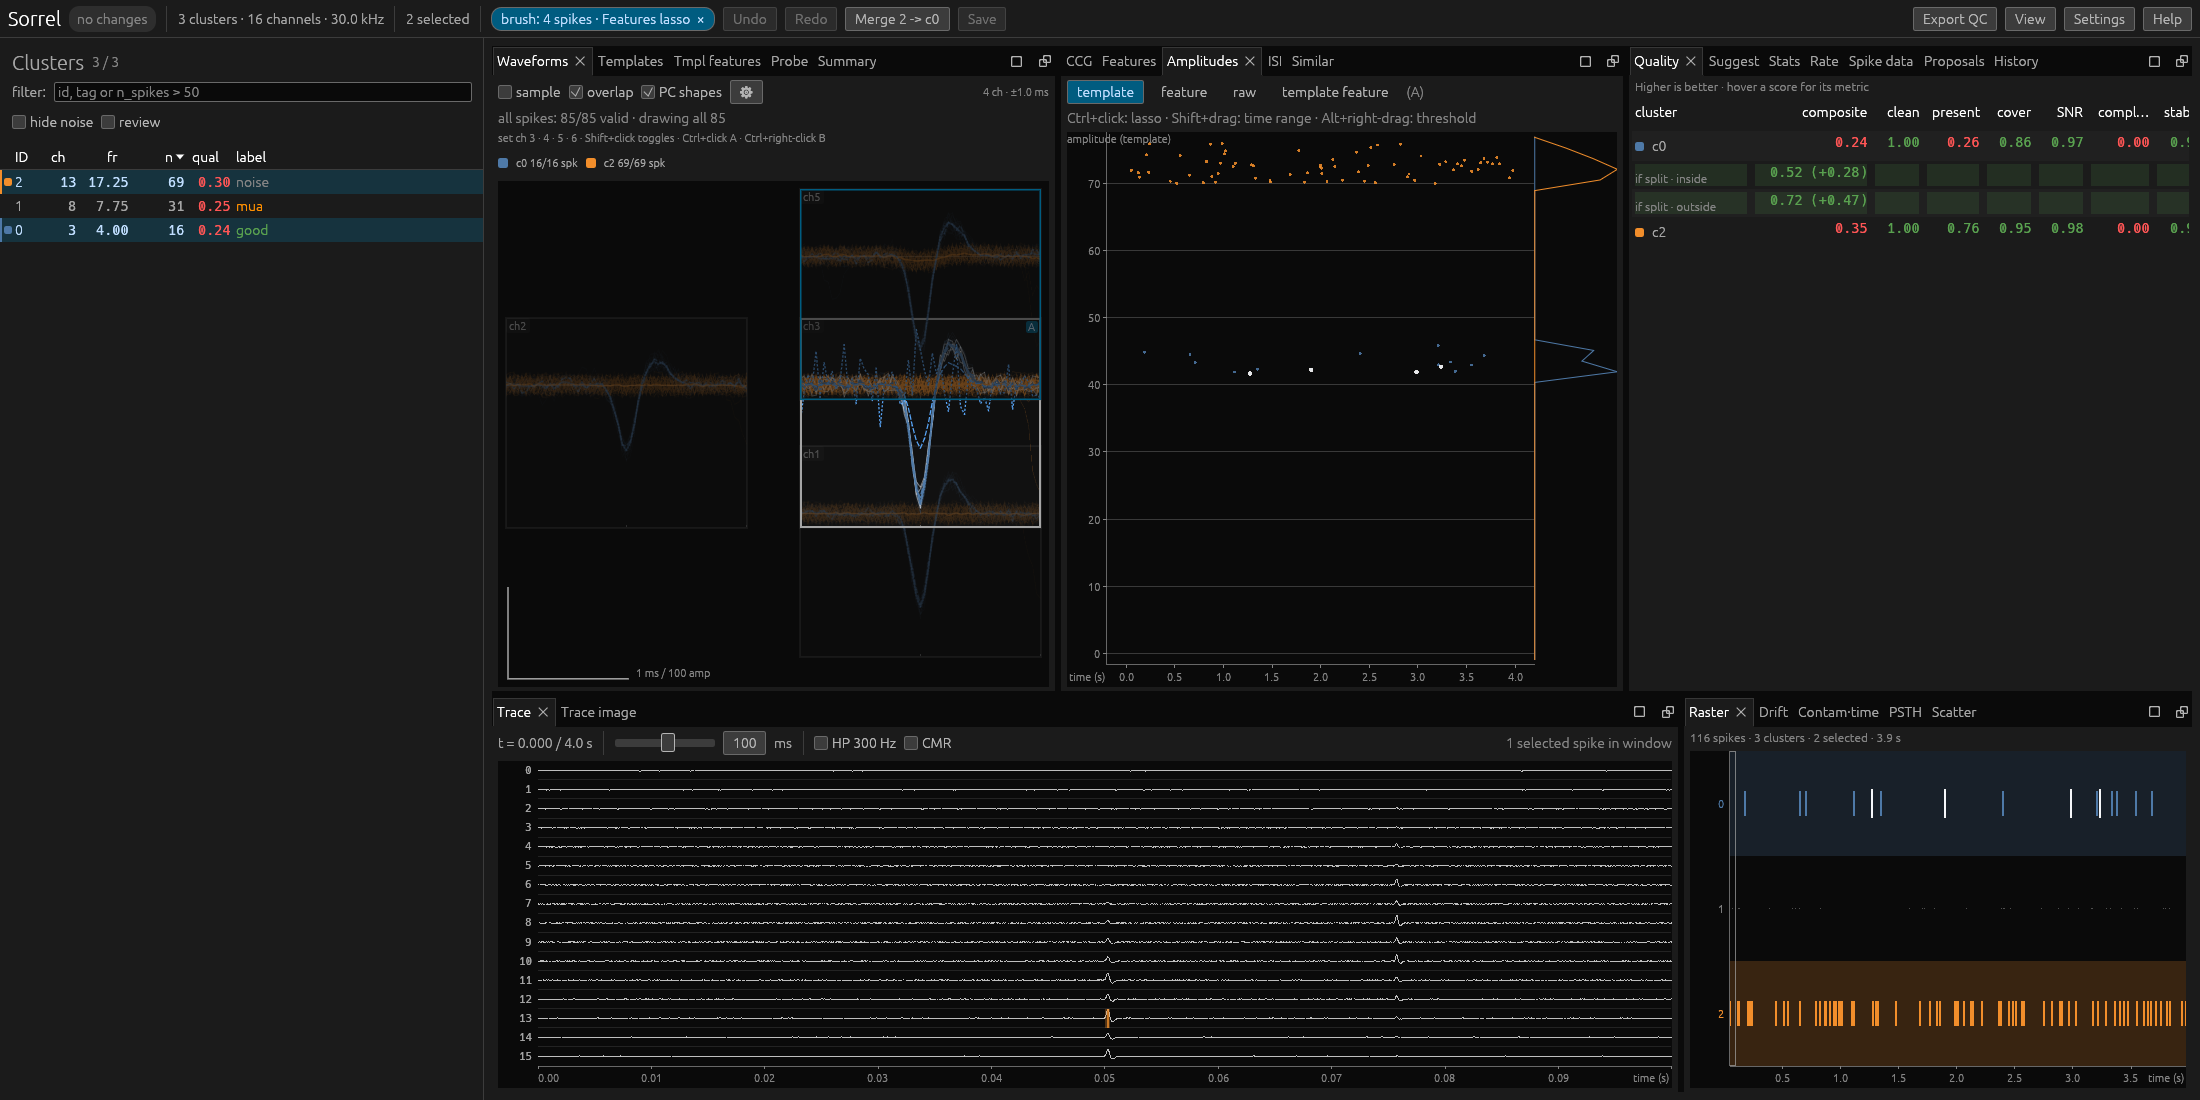 Sorrel no changes 3 clusters · 16 channels · 30.0 kHz 2 selected brush: 4 spikes · Features lasso × Undo Redo Merge 2 -> c0 Save Export QC View Settings Help
Clusters 3 / 3
filter: id, tag or n_spikes > 50
hide noise review
ID ch fr n▼ qual label
2 13 17.25 69 0.30 noise
1 8 7.75 31 0.25 mua
0 3 4.00 16 0.24 good
Waveforms Templates Tmpl features Probe Summary
sample overlap PC shapes 4 ch · ±1.0 ms
all spikes: 85/85 valid · drawing all 85
set ch 3 · 4 · 5 · 6 · Shift+click toggles · Ctrl+click A · Ctrl+right-click B
c0 16/16 spk c2 69/69 spk
ch5
ch2
ch3 A
ch1
1 ms / 100 amp
CCG Features Amplitudes ISI Similar
template feature raw template feature (A)
Ctrl+click: lasso · Shift+drag: time range · Alt+right-drag: threshold
amplitude (template)
70
60
50
40
30
20
10
0
time (s) 0.0 0.5 1.0 1.5 2.0 2.5 3.0 3.5 4.0
Quality Suggest Stats Rate Spike data Proposals History
Higher is better · hover a score for its metric
cluster composite clean present cover SNR compl... stab
c0 0.24 1.00 0.26 0.86 0.97 0.00 0.9
if split · inside 0.52 (+0.28)
if split · outside 0.72 (+0.47)
c2 0.35 1.00 0.76 0.95 0.98 0.00 0.9
Trace Trace image
t = 0.000 / 4.0 s 100 ms HP 300 Hz CMR 1 selected spike in window
0
1
2
3
4
5
6
7
8
9
10
11
12
13
14
15
0.00 0.01 0.02 0.03 0.04 0.05 0.06 0.07 0.08 0.09 time (s)
Raster Drift Contam·time PSTH Scatter
116 spikes · 3 clusters · 2 selected · 3.9 s
0
1
2
0.5 1.0 1.5 2.0 2.5 3.0 3.5 time (s)